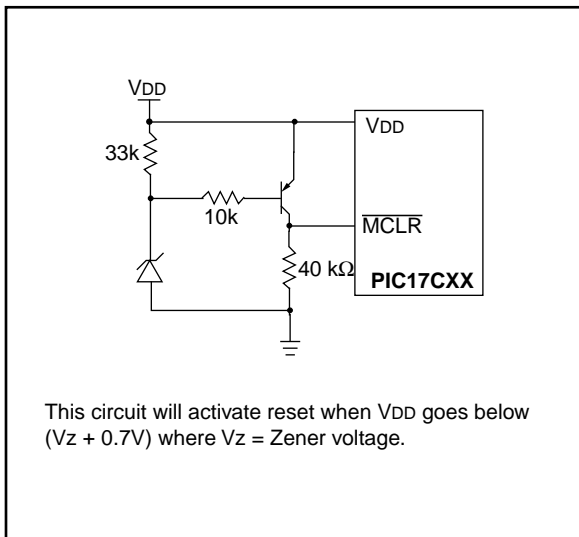 VDD
VDD
33k
10k
MCLR
40 kΩ
PIC17CXX
This circuit will activate reset when VDD goes below
(Vz + 0.7V) where Vz = Zener voltage.